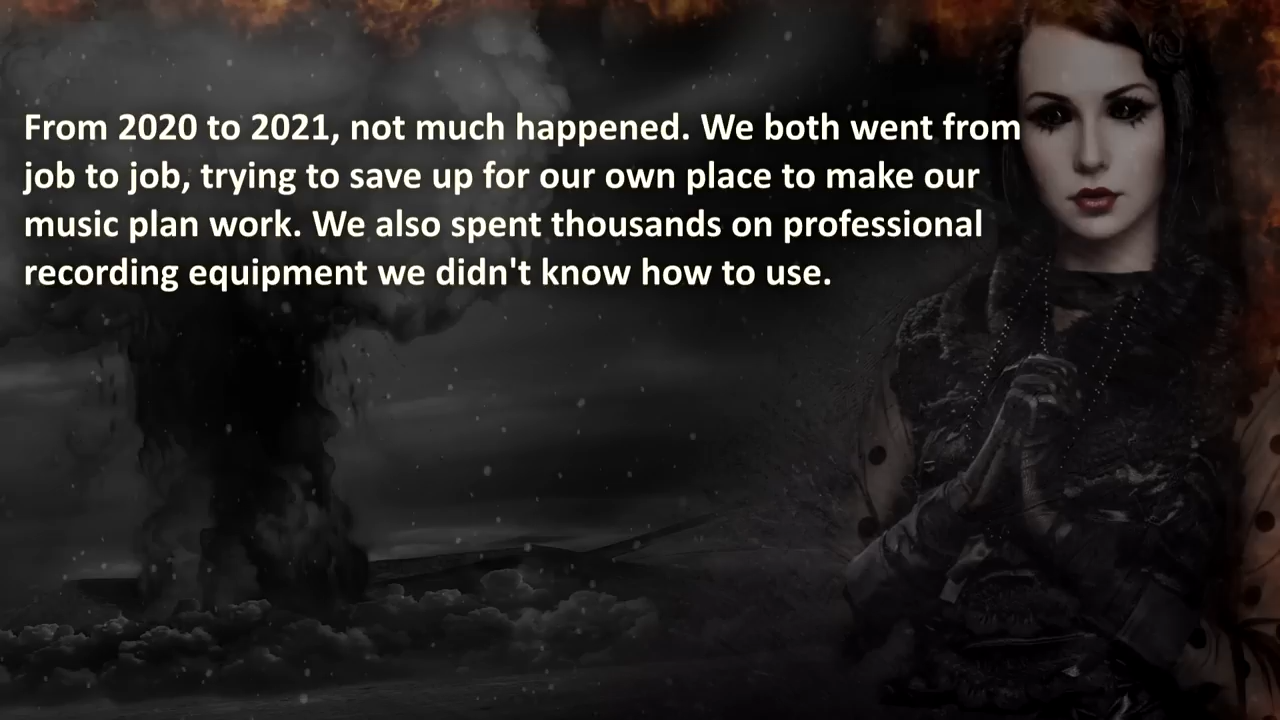 From 2020 to 2021, not much happened. We both went from
job to job, trying to save up for our own place to make our
music plan work. We also spent thousands on professional
recording equipment we didn't know how to use.